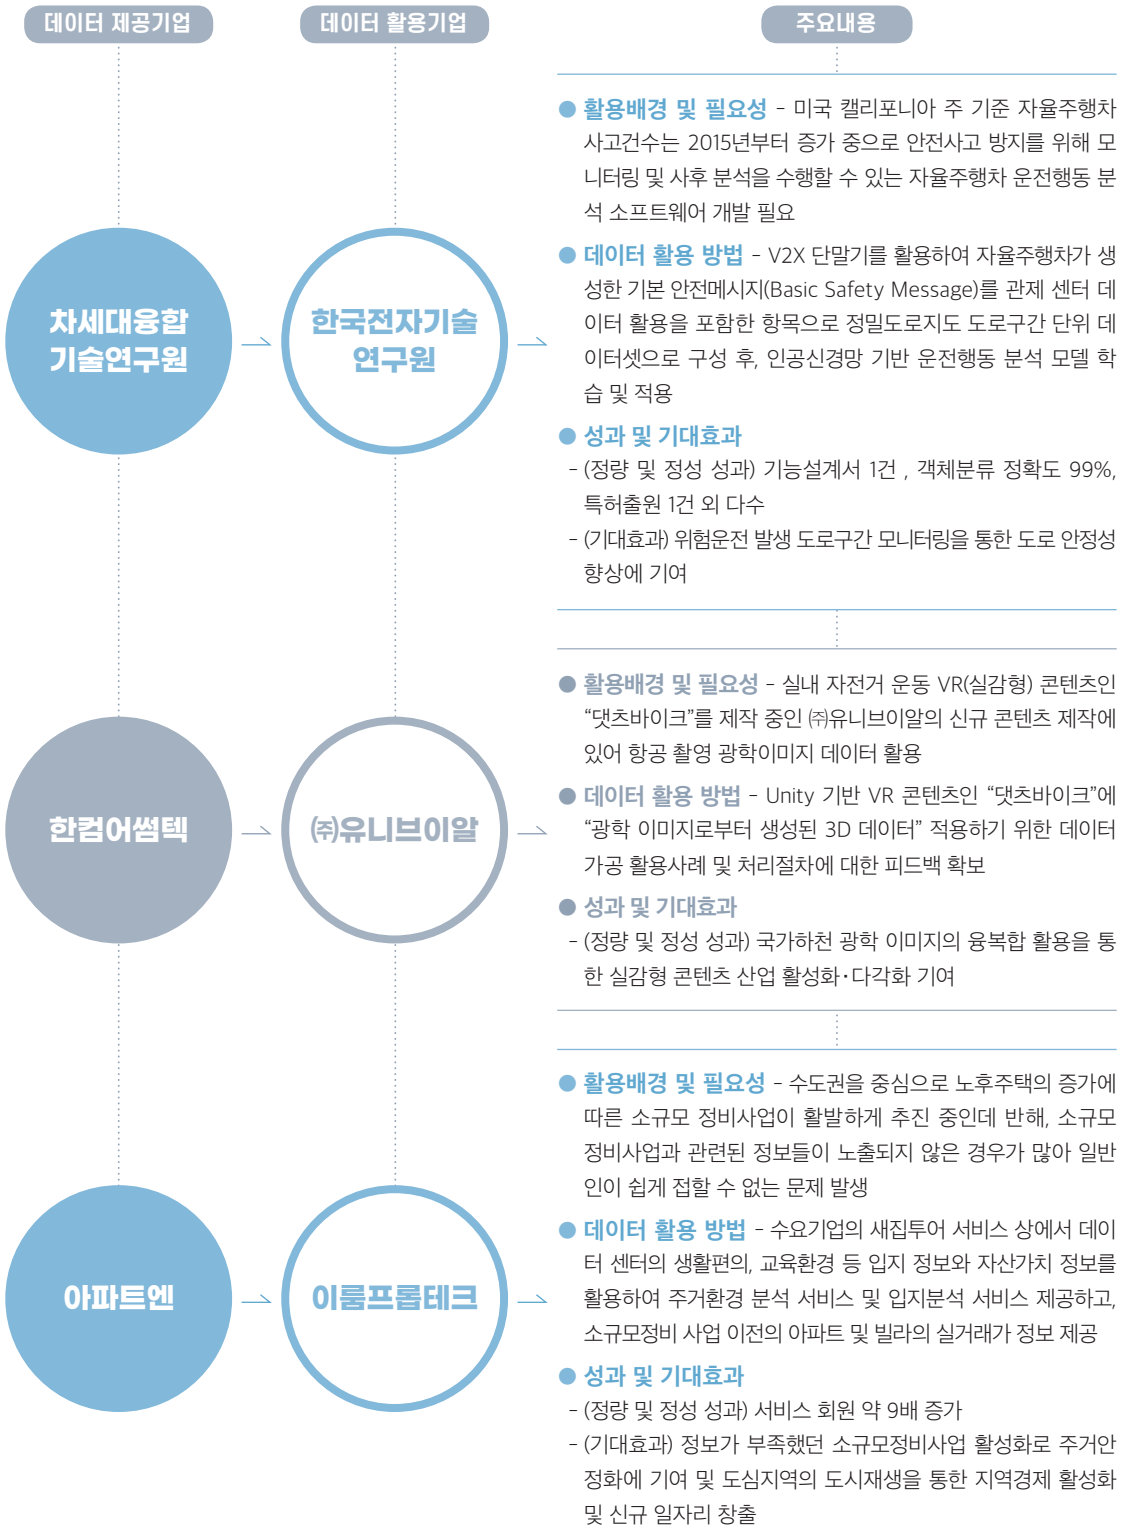 데이터 제공기업
데이터 활용기업
주요내용
차세대융합
기술연구원
한국전자기술
연구원
● 활용배경 및 필요성 - 미국 캘리포니아 주 기준 자율주행차
사고건수는 2015년부터 증가 중으로 안전사고 방지를 위해 모
니터링 및 사후 분석을 수행할 수 있는 자율주행차 운전행동 분
석 소프트웨어 개발 필요
● 데이터 활용 방법 - V2X 단말기를 활용하여 자율주행차가 생
성한 기본 안전메시지(Basic Safety Message)를 관제 센터 데
이터 활용을 포함한 항목으로 정밀도로지도 도로구간 단위 데
이터셋으로 구성 후, 인공신경망 기반 운전행동 분석 모델 학
습 및 적용
● 성과 및 기대효과
- (정량 및 정성 성과) 기능설계서 1건 , 객체분류 정확도 99%,
특허출원 1건 외 다수
- (기대효과) 위험운전 발생 도로구간 모니터링을 통한 도로 안정성
향상에 기여
한컴어썸텍
㈜유니브이알
● 활용배경 및 필요성 - 실내 자전거 운동 VR(실감형) 콘텐츠인
“댓츠바이크”를 제작 중인 ㈜유니브이알의 신규 콘텐츠 제작에
있어 항공 촬영 광학이미지 데이터 활용
● 데이터 활용 방법 - Unity 기반 VR 콘텐츠인 “댓츠바이크”에
“광학 이미지로부터 생성된 3D 데이터” 적용하기 위한 데이터
가공 활용사례 및 처리절차에 대한 피드백 확보
● 성과 및 기대효과
- (정량 및 정성 성과) 국가하천 광학 이미지의 융복합 활용을 통
한 실감형 콘텐츠 산업 활성화·다각화 기여
아파트엔
이룸프롭테크
● 활용배경 및 필요성 - 수도권을 중심으로 노후주택의 증가에
따른 소규모 정비사업이 활발하게 추진 중인데 반해, 소규모
정비사업과 관련된 정보들이 노출되지 않은 경우가 많아 일반
인이 쉽게 접할 수 없는 문제 발생
● 데이터 활용 방법 - 수요기업의 새집투어 서비스 상에서 데이
터 센터의 생활편의, 교육환경 등 입지 정보와 자산가치 정보를
활용하여 주거환경 분석 서비스 및 입지분석 서비스 제공하고,
소규모정비 사업 이전의 아파트 및 빌라의 실거래가 정보 제공
● 성과 및 기대효과
- (정량 및 정성 성과) 서비스 회원 약 9배 증가
- (기대효과) 정보가 부족했던 소규모정비사업 활성화로 주거안
정화에 기여 및 도심지역의 도시재생을 통한 지역경제 활성화
및 신규 일자리 창출